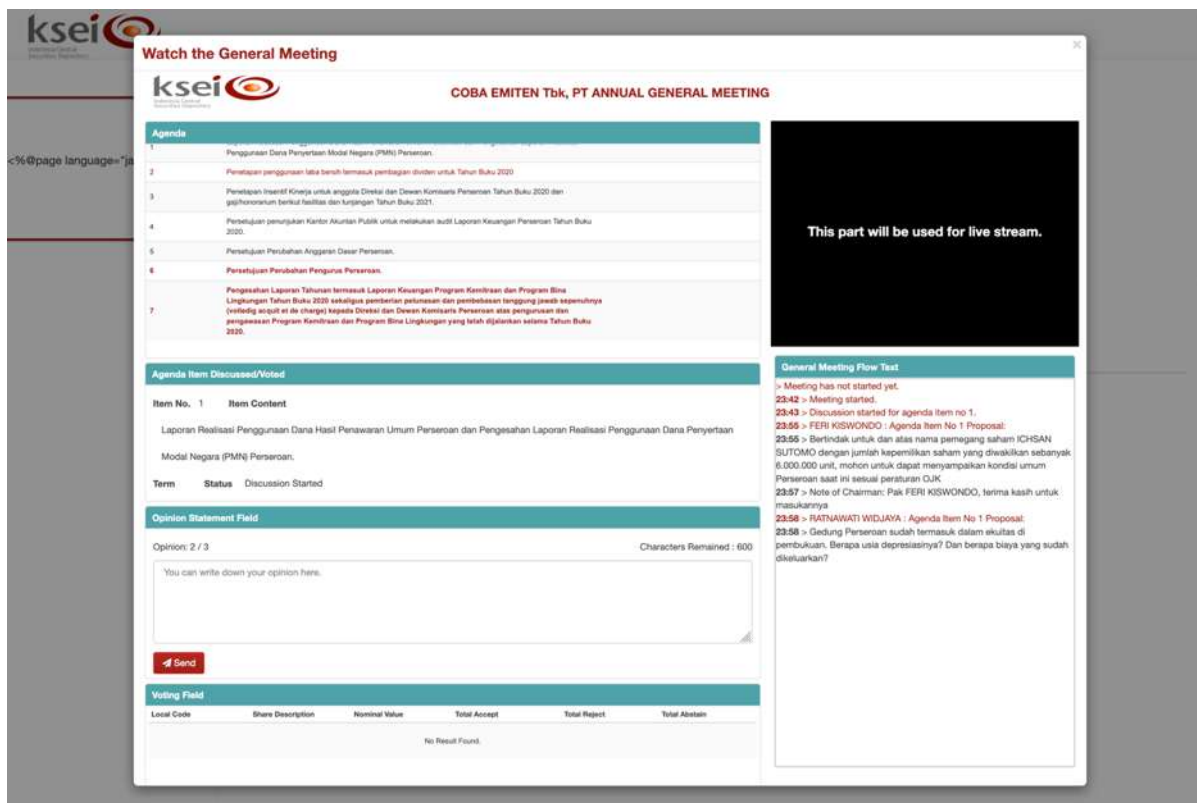 ksei
<%@page language="ja
Watch the General Meeting
×
ksei
Indonesia Central
Securities Depository
COBA EMITEN Tbk, PT ANNUAL GENERAL MEETING
Agenda
1
Penggunaan Dana Penyertaan Modal Negara (PMN) Perseroan.
2 Penetapan penggunaan laba bersih termasuk pembagian dividen untuk Tahun Buku 2020
3 Penetapan Insentif Kinerja untuk anggota Direksi dan Dewan Komisaris Perseroan Tahun Buku 2020 dan
gaji/honorarium berikut fasilitas dan tunjangan Tahun Buku 2021.
4 Persetujuan penunjukan Kantor Akuntan Publik untuk melakukan audit Laporan Keuangan Perseroan Tahun Buku
2020.
5 Persetujuan Perubahan Anggaran Dasar Perseroan.
6 Persetujuan Perubahan Pengurus Perseroan.
7 Pengesahan Laporan Tahunan termasuk Laporan Keuangan Program Kemitraan dan Program Bina
Lingkungan Tahun Buku 2020 sekaligus pemberian pelunasan dan pembebasan tanggung jawab sepenuhnya
(volledig acquit et de charge) kepada Direksi dan Dewan Komisaris Perseroan atas pengurusan dan
pengawasan Program Kemitraan dan Program Bina Lingkungan yang telah dijalankan selama Tahun Buku
2020.
This part will be used for live stream.
Agenda Item Discussed/Voted
Item No. 1 Item Content
Laporan Realisasi Penggunaan Dana Hasil Penawaran Umum Perseroan dan Pengesahan Laporan Realisasi Penggunaan Dana Penyertaan
Modal Negara (PMN) Perseroan.
Term Status Discussion Started
Opinion Statement Field
Opinion: 2 / 3 Characters Remained : 600
You can write down your opinion here.
Send
Voting Field
Local Code Share Description Nominal Value Total Accept Total Reject Total Abstain
No Result Found.
General Meeting Flow Text
> Meeting has not started yet.
23:42 > Meeting started.
23:43 > Discussion started for agenda item no 1.
23:55 > FERI KISWONDO : Agenda Item No 1 Proposal:
23:55 > Bertindak untuk dan atas nama pemegang saham ICHSAN
SUTOMO dengan jumlah kepemilikan saham yang diwakilkan sebanyak
6.000.000 unit, mohon untuk dapat menyampaikan kondisi umum
Perseroan saat ini sesuai peraturan OJK
23:57 > Note of Chairman: Pak FERI KISWONDO, terima kasih untuk
masukannya
23:58 > RATNAWATI WIDJAYA : Agenda Item No 1 Proposal:
23:58 > Gedung Perseroan sudah termasuk dalam ekuitas di
pembukuan. Berapa usia depresiasinya? Dan berapa biaya yang sudah
dikeluarkan?